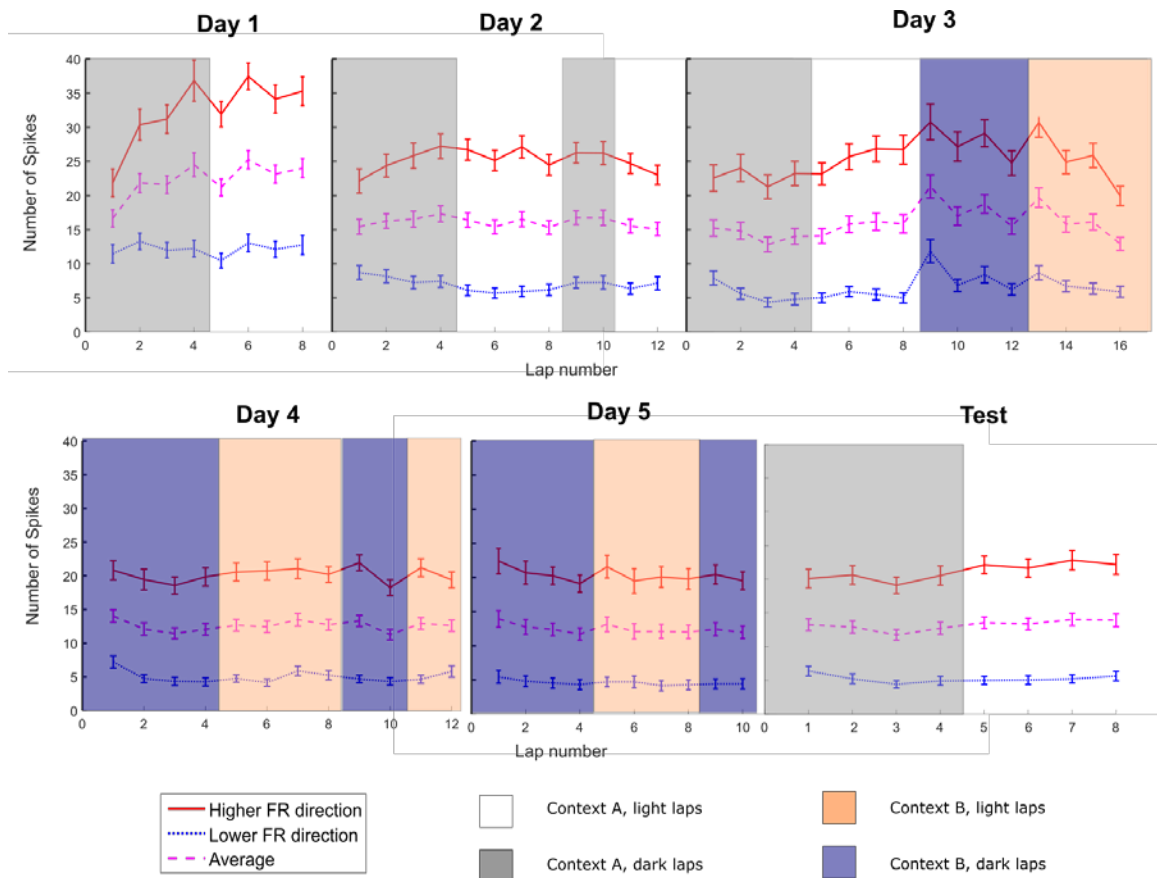 Day 1 Day 2 Day 3
Number of Spikes
40
35
30
25
20
15
10
5
0
0 2 4 6 8 0 2 4 6 8 10 12 0 2 4 6 8 10 12 14 16
Lap number
Day 4 Day 5 Test
Number of Spikes
40
35
30
25
20
15
10
5
0
0 2 4 6 8 10 12 0 2 4 6 8 10 0 1 2 3 4 5 6 7 8
Lap number
Higher FR direction
Lower FR direction
Average
Context A, light laps
Context A, dark laps
Context B, light laps
Context B, dark laps